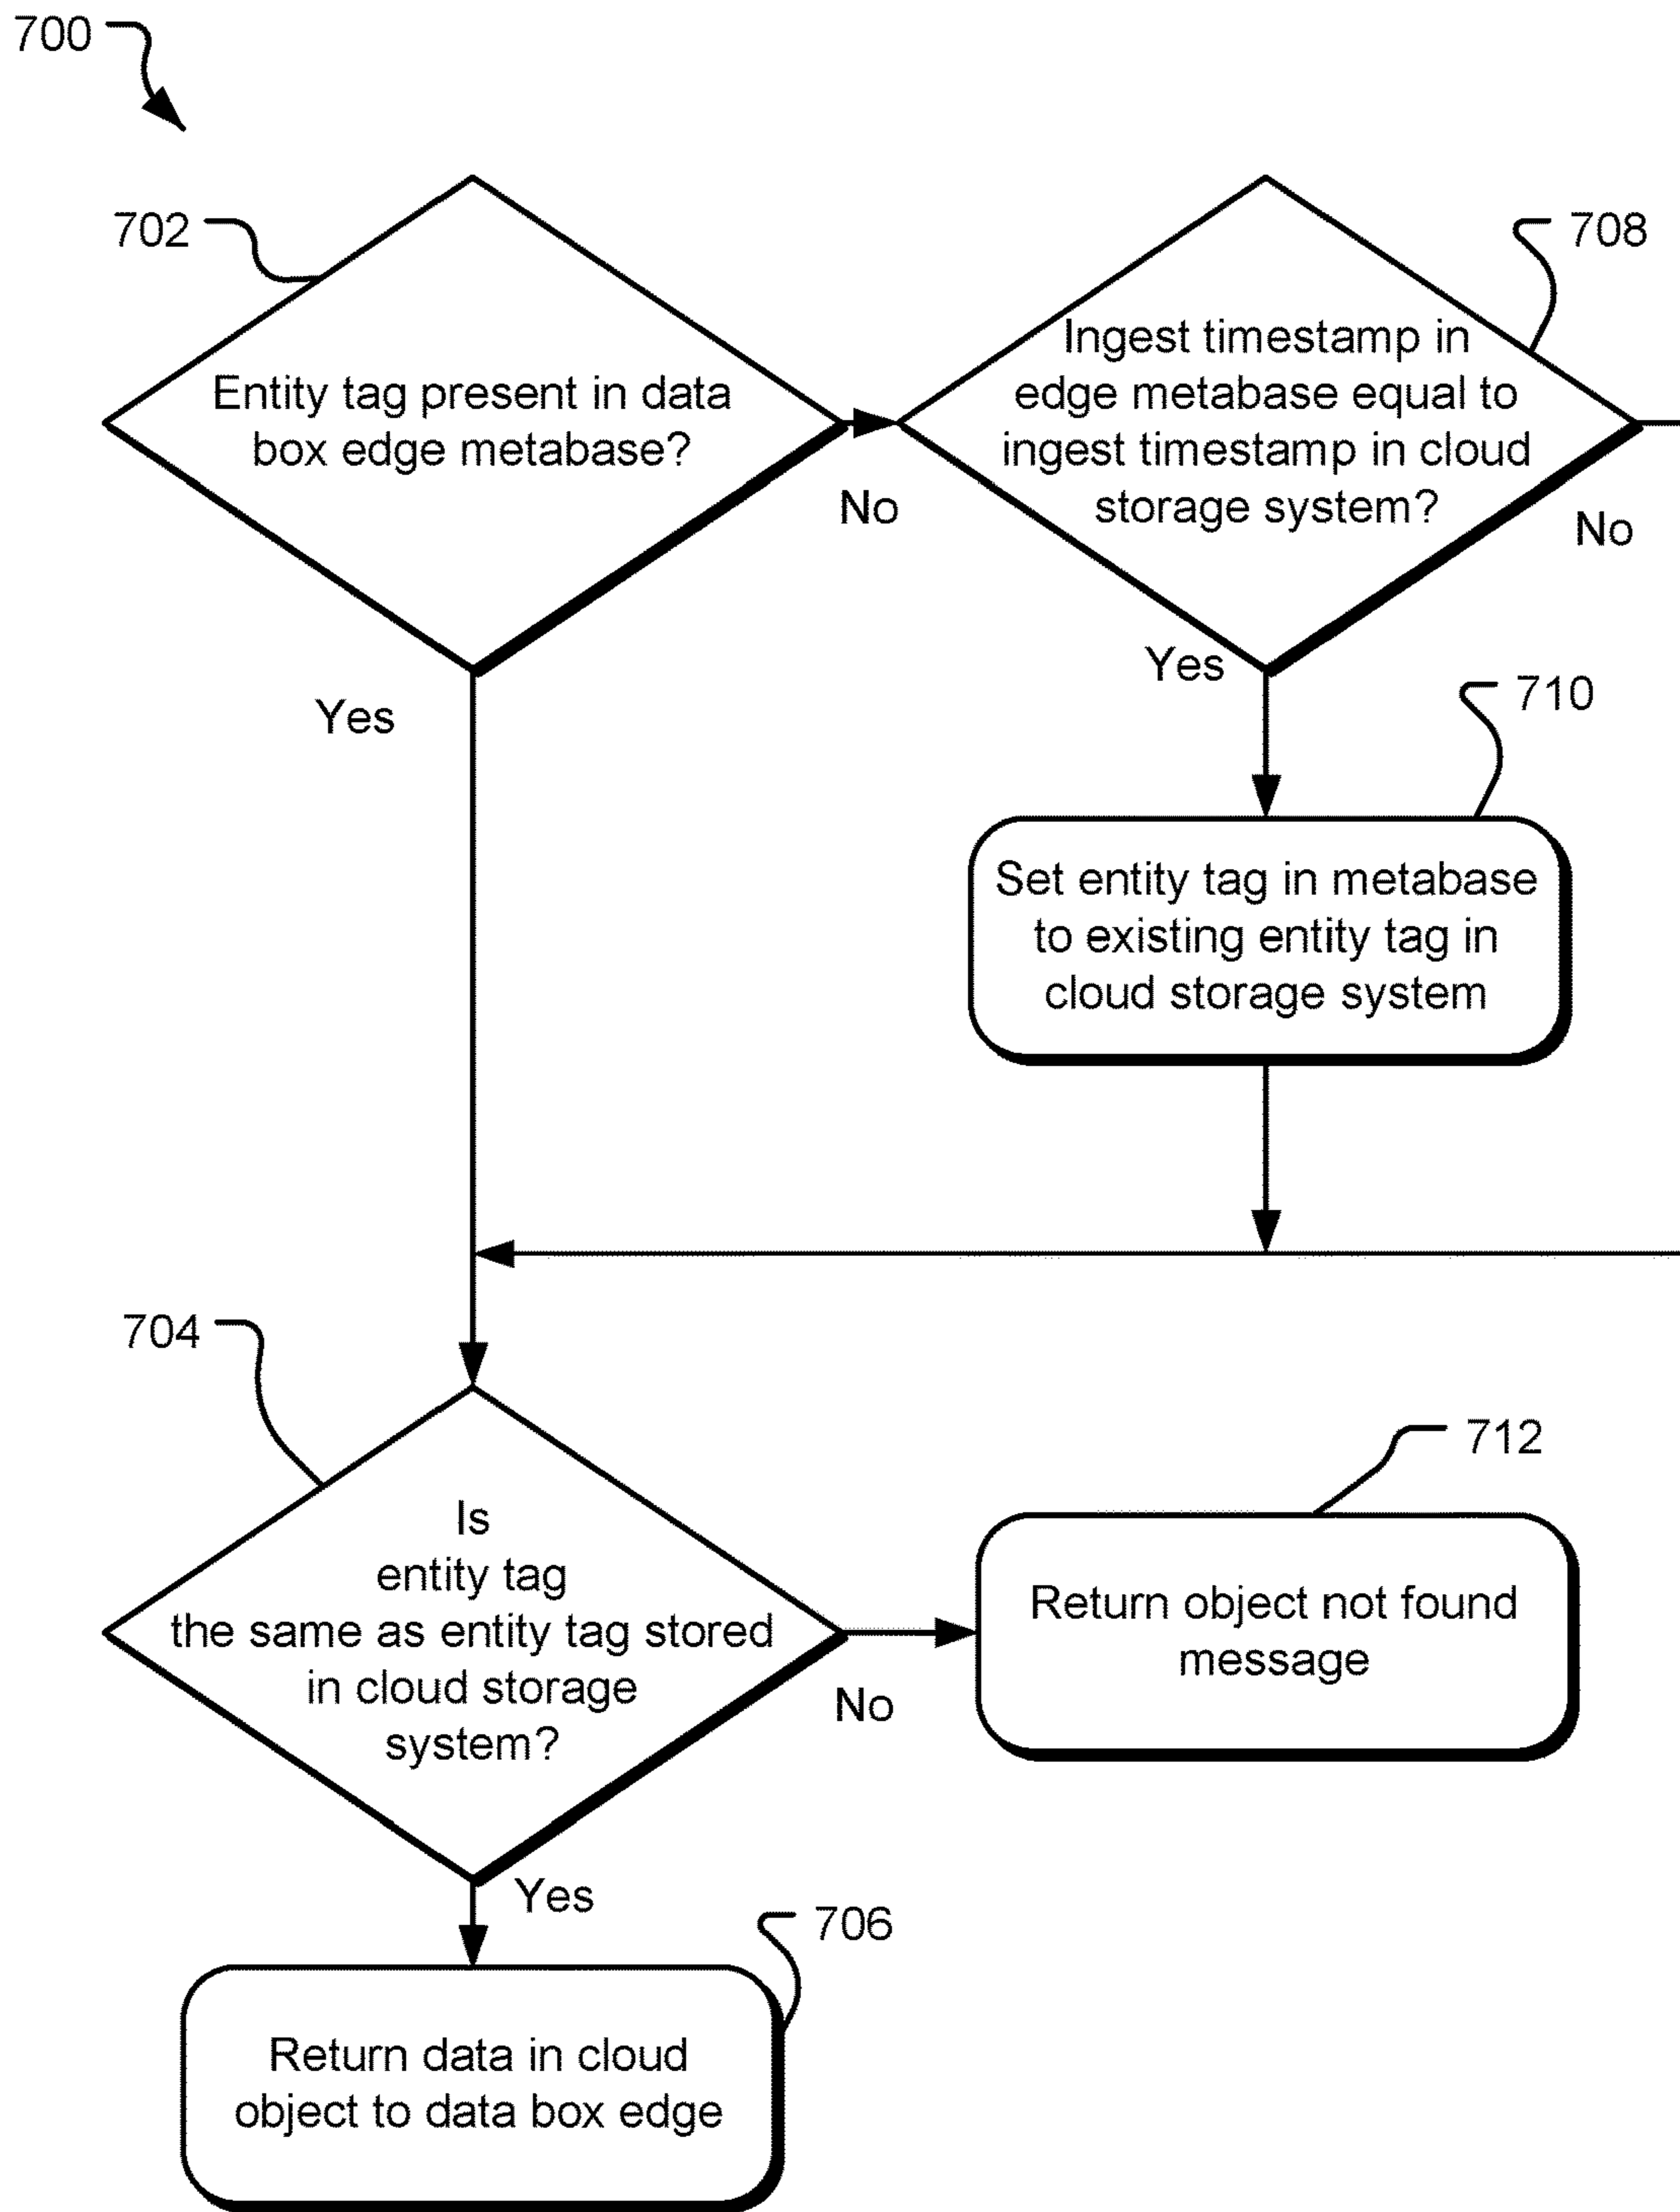 700
702
Entity tag present in data
box edge metabase?
No
Yes
708
Ingest timestamp in
edge metabase equal to
ingest timestamp in cloud
storage system?
No
Yes
710
Set entity tag in metabase
to existing entity tag in
cloud storage system
704
Is
entity tag
the same as entity tag stored
in cloud storage
system?
No
Yes
712
Return object not found
message
706
Return data in cloud
object to data box edge